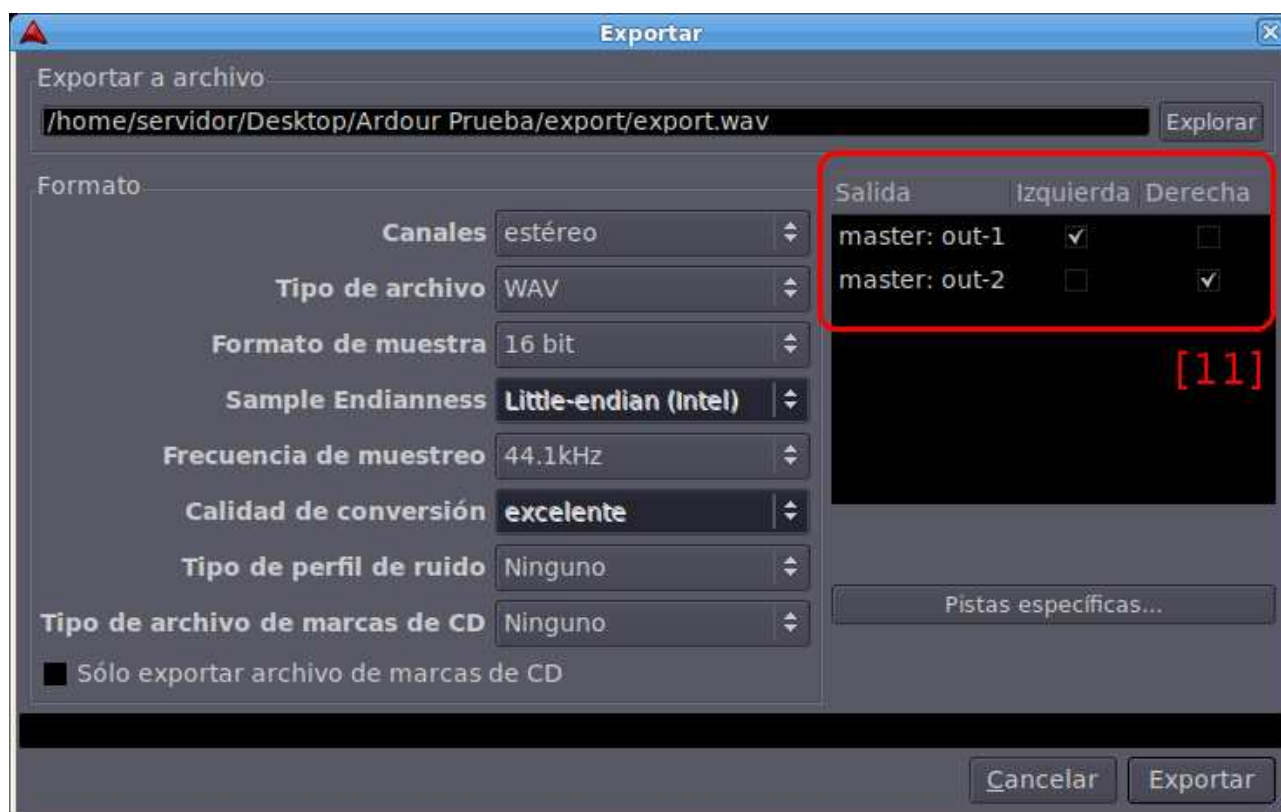 Exportar
Exportar a archivo
/home/servidor/Desktop/Ardour Prueba/export/export.wav
Explorar
Formato
Canales estéreo
Tipo de archivo WAV
Formato de muestra 16 bit
Sample Endianness Little-endian (Intel)
Frecuencia de muestreo 44.1kHz
Calidad de conversión excelente
Tipo de perfil de ruido Ninguno
Tipo de archivo de marcas de CD Ninguno
Sólo exportar archivo de marcas de CD
Salida Izquierda Derecha
master: out-1
master: out-2
[11]
Pistas específicas...
Cancelar Exportar